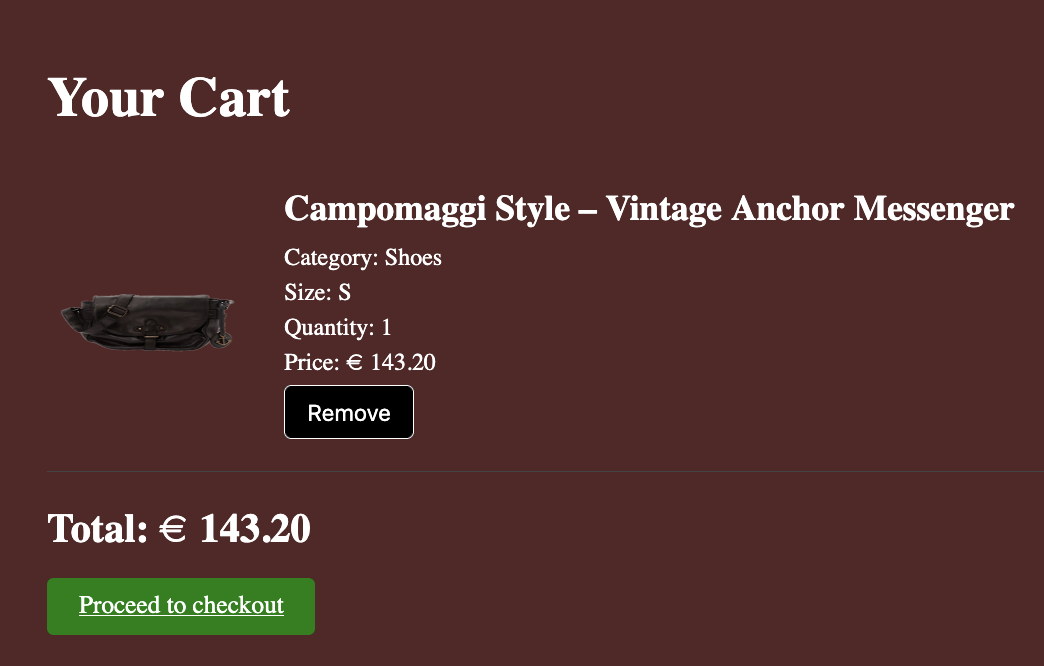 Your Cart
Campomaggi Style – Vintage Anchor Messenger
Category: Shoes
Size: S
Quantity: 1
Price: € 143.20
Remove
Total: € 143.20
Proceed to checkout